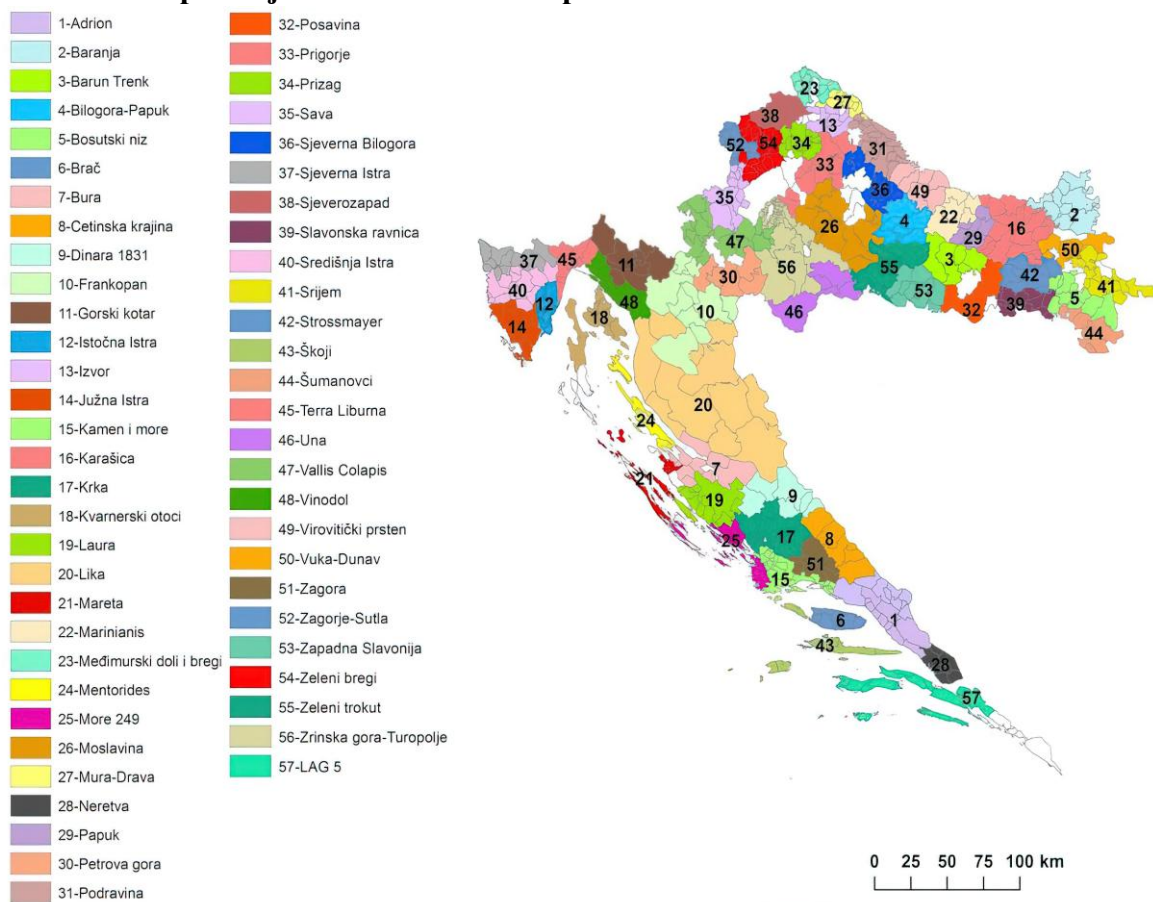 1-Adrion
2-Baranja
3-Barun Trenk
4-Bilogora-Papuk
5-Bosutski niz
6-Brač
7-Bura
8-Cetinska krajina
9-Dinara 1831
10-Frankopan
11-Gorski kotar
12-Istočna Istra
13-Izvor
14-Južna Istra
15-Kamen i more
16-Karašica
17-Krka
18-Kvarnerski otoci
19-Laura
20-Lika
21-Mareta
22-Marinianis
23-Međimurski doli i bregi
24-Mentorides
25-More 249
26-Moslavina
27-Mura-Drava
28-Neretva
29-Papuk
30-Petrova gora
31-Podravina
32-Posavina
33-Prigorje
34-Prizag
35-Sava
36-Sjeverna Bilogora
37-Sjeverna Istra
38-Sjeverozapad
39-Slavonska ravnica
40-Središnja Istra
41-Srijem
42-Strossmayer
43-Škoji
44-Šumanovci
45-Terra Liburna
46-Una
47-Vallis Colapis
48-Vinodol
49-Virovitički prsten
50-Vuka-Dunav
51-Zagora
52-Zagorje-Sutla
53-Zapadna Slavonija
54-Zeleni bregi
55-Zeleni trokut
56-Zrinska gora-Turopolje
57-LAG 5
23
27
38
13
52
54
34
31
33
36
49
35
4
22
2
26
29
16
47
50
37
45
11
3
56
55
42
41
30
40
12
48
53
5
32
39
10
46
18
14
44
20
24
7
21
9
19
25
17
8
51
15
6
1
43
28
57
0 25 50 75 100 km